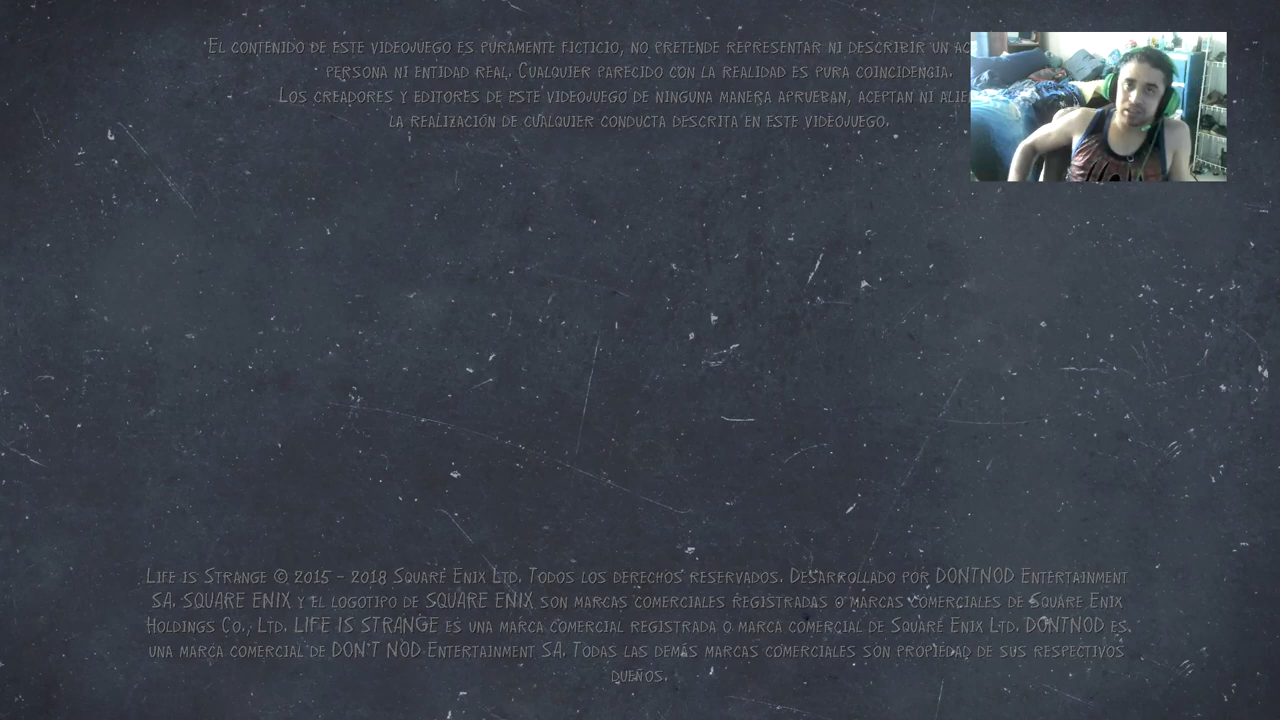 El contenido de este videojuego es puramente ficticio, no pretende representar ni describir un
persona ni entidad real. Cualquier parecido con la realidad es pura coincidencia.
Los creadores y editores de este videojuego de ninguna manera aprueban, aceptan ni
la realización de cualquier conducta descrita en este videojuego.
Life is Strange © 2015 - 2018 Square Enix Ltd. Todos los derechos reservados. Desarrollado por DONTNOD Entertainment
SA. SQUARE ENIX y el logotipo de SQUARE ENIX son marcas comerciales registradas o marcas comerciales de Square Enix
Holdings Co., Ltd. LIFE IS STRANGE es una marca comercial registrada o marca comercial de Square Enix Ltd. DONTNOD es
una marca comercial de DON'T NOD Entertainment SA. Todas las demás marcas comerciales son propiedad de sus respectivos
dueños.